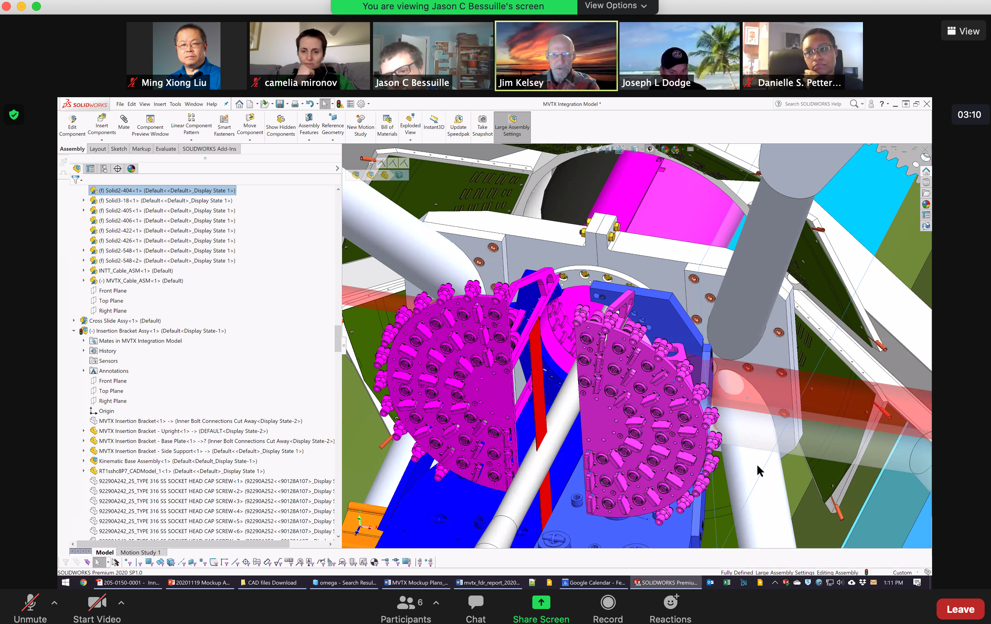 You are viewing Jason C Bessuille's screen
View Options
View
Ming Xiong Liu
camelia mironov
Jason C Bessuille
Jim Kelsey
Joseph L Dodge
Danielle S. Petter...
03:10
SOLIDWORKS
File Edit View Insert Tools Window Help
MVTX Integration Model *
Search SOLIDWORKS Help
Edit Component
Insert Components
Mate
Component Preview Window
Linear Component Pattern
Smart Fasteners
Move Component
Show Hidden Components
Assembly Features
Reference Geometry
New Motion Study
Bill of Materials
Exploded View
Instant3D
Update Speedpak
Take Snapshot
Large Assembly Settings
Assembly Layout Sketch Markup Evaluate SOLIDWORKS Add-Ins
(f) Solid2-404<1> (Default<<Default>_Display State 1>)
(f) Solid3-18<1> (Default<<Default>_Display State 1>)
(f) Solid2-405<1> (Default<<Default>_Display State 1>)
(f) Solid2-406<1> (Default<<Default>_Display State 1>)
(f) Solid2-422<1> (Default<<Default>_Display State 1>)
(f) Solid2-426<1> (Default<<Default>_Display State 1>)
(f) Solid2-548<1> (Default<<Default>_Display State 1>)
(f) Solid2-548<2> (Default<<Default>_Display State 1>)
INTT_Cable_ASM<1> (Default)
(-) MVTX_Cable_ASM<1> (Default)
Front Plane
Top Plane
Right Plane
Cross Slide Assy<1> (Default)
(-) Insertion Bracket Assy<1> (Default<Display State-1>)
Mates in MVTX Integration Model
History
Sensors
Annotations
Front Plane
Top Plane
Right Plane
Origin
MVTX Insertion Bracket<1> -> (Inner Bolt Connections Cut Away<Display State-2>)
MVTX Insertion Bracket - Upright<1> -> (DEFAULT<Display State-2>)
MVTX Insertion Bracket - Base Plate<1> ->? (Inner Bolt Connections Cut Away<Display State-2>)
MVTX Insertion Bracket - Side Support<1> -> (Default<<Default>_Display State 1>)
Kinematic Base Assembly<1> (Default<Default_Display State-1>)
RT1sshc8P7_CADModel_1<1> (Default<<Default>_Display State 1>)
92290A242_25_TYPE 316 SS SOCKET HEAD CAP SCREW<1> (92290A252<<90128A107>_Display S
92290A242_25_TYPE 316 SS SOCKET HEAD CAP SCREW<2> (92290A252<<90128A107>_Display S
92290A242_25_TYPE 316 SS SOCKET HEAD CAP SCREW<3> (92290A252<<90128A107>_Display S
92290A242_25_TYPE 316 SS SOCKET HEAD CAP SCREW<4> (92290A252<<90128A107>_Display S
92290A242_25_TYPE 316 SS SOCKET HEAD CAP SCREW<5> (92290A252<<90128A107>_Display S
92290A242_25_TYPE 316 SS SOCKET HEAD CAP SCREW<6> (92290A252<<90128A107>_Display S
Model Motion Study 1
SOLIDWORKS Premium 2020 SP1.0
Fully Defined Large Assembly Settings Editing Assembly
Custom
205-0150-0001 - Inn...
20201119 Mockup A...
CAD Files Download
omega - Search Resul...
MVTX Mockup Plans_...
mvtx_fdr_report_2020...
Google Calendar - Fe...
SOLIDWORKS Premiu...
1:11 PM
Unmute
Start Video
6
Participants
Chat
Share Screen
Record
Reactions
Leave